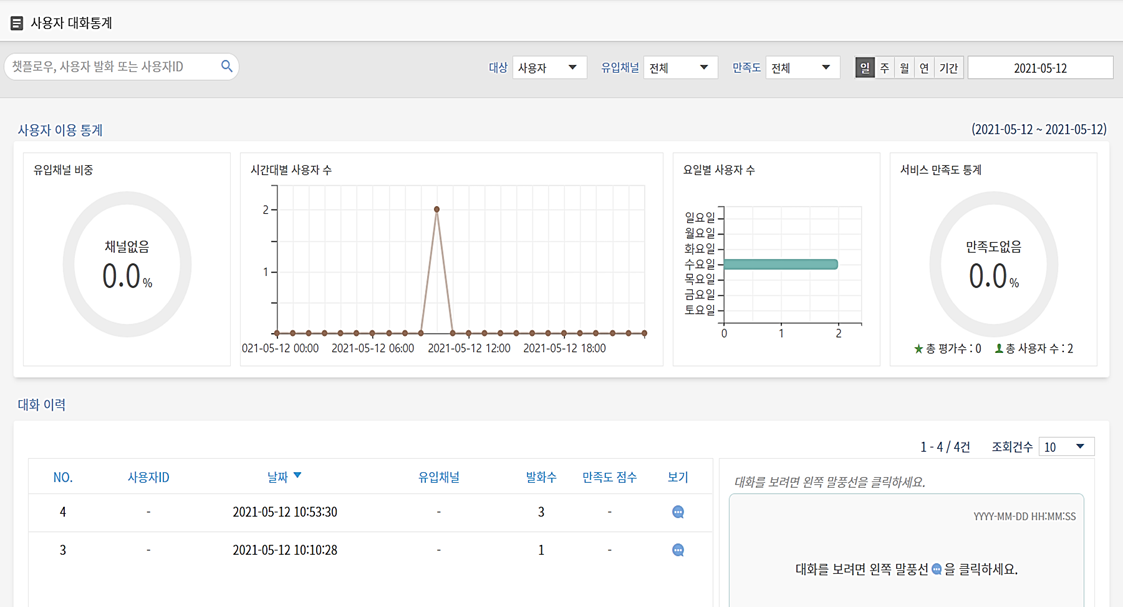 사용자 대화통계
챗플로우, 사용자 발화 또는 사용자ID
대상 사용자 유입채널 전체 만족도 전체 일 주 월 연 기간 2021-05-12
사용자 이용 통계 (2021-05-12 ~ 2021-05-12)
유입채널 비중
채널없음
0.0 %
시간대별 사용자 수
2
1
021-05-12 00:00 2021-05-12 06:00 2021-05-12 12:00 2021-05-12 18:00
요일별 사용자 수
일요일
월요일
화요일
수요일
목요일
금요일
토요일
0 1 2
서비스 만족도 통계
만족도없음
0.0 %
총 평가수 : 0 총 사용자 수 : 2
대화 이력
1 - 4 / 4건 조회건수 10
NO. 사용자ID 날짜 유입채널 발화수 만족도 점수 보기
4 - 2021-05-12 10:53:30 - 3 -
3 - 2021-05-12 10:10:28 - 1 -
대화를 보려면 왼쪽 말풍선을 클릭하세요.
YYYY-MM-DD HH:MM:SS
대화를 보려면 왼쪽 말풍선 을 클릭하세요.